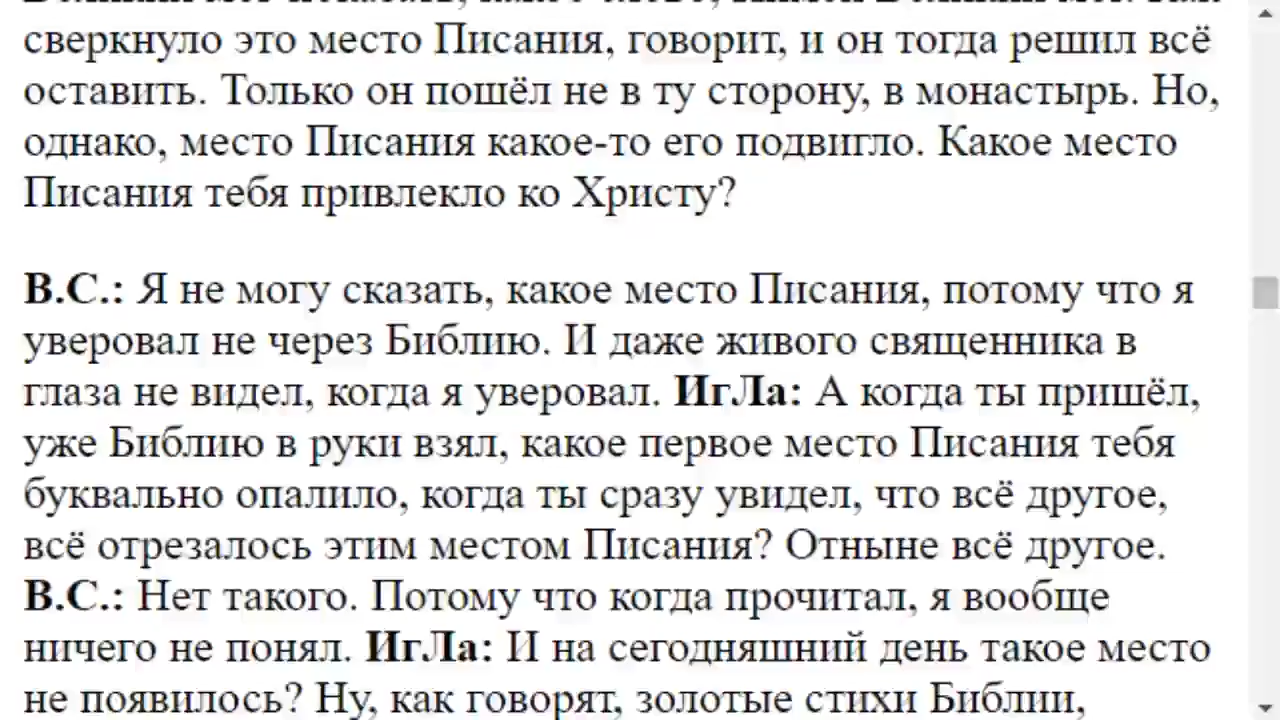 сверкнуло это место Писания, говорит, и он тогда решил всё
оставить. Только он пошёл не в ту сторону, в монастырь. Но,
однако, место Писания какое-то его подвигло. Какое место
Писания тебя привлекло ко Христу?
В.С.: Я не могу сказать, какое место Писания, потому что я
уверовал не через Библию. И даже живого священника в
глаза не видел, когда я уверовал. ИгЛа: А когда ты пришёл,
уже Библию в руки взял, какое первое место Писания тебя
буквально опалило, когда ты сразу увидел, что всё другое,
всё отрезалось этим местом Писания? Отныне всё другое.
В.С.: Нет такого. Потому что когда прочитал, я вообще
ничего не понял. ИгЛа: И на сегодняшний день такое место
не появилось? Ну, как говорят, золотые стихи Библии,